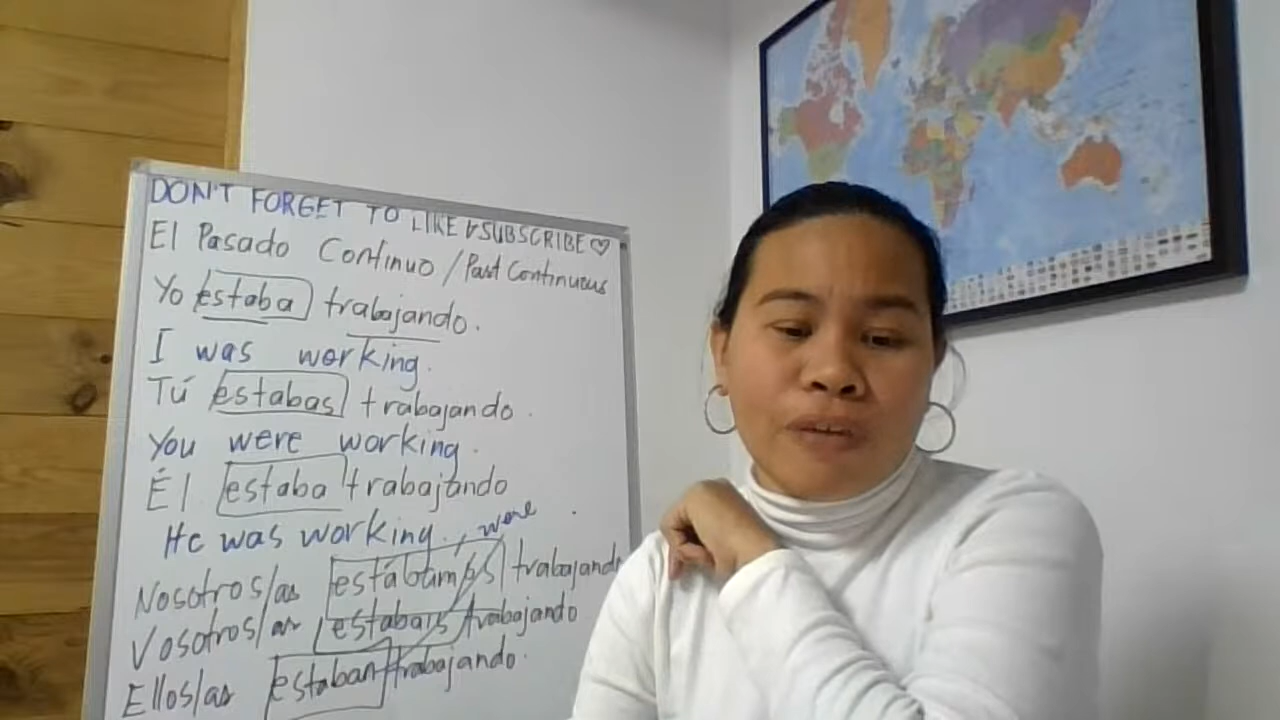 DON'T FORGET TO LIKE & SUBSCRIBE ♡
El Pasado Continuo / Past Continuous
Yo estaba trabajando.
I was working.
Tú estabas trabajando.
You were working.
Él estaba trabajando
He was working., were
Nosotros/as estábamos trabajando
Vosotros/as estabais trabajando
Ellos/as estaban trabajando.